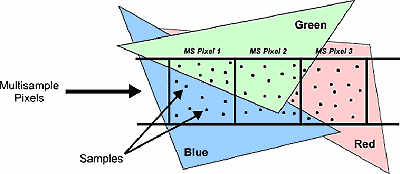 Green
MS Pixel 1 MS Pixel 2 MS Pixel 3
Multisample
Pixels
Samples
Blue
Red